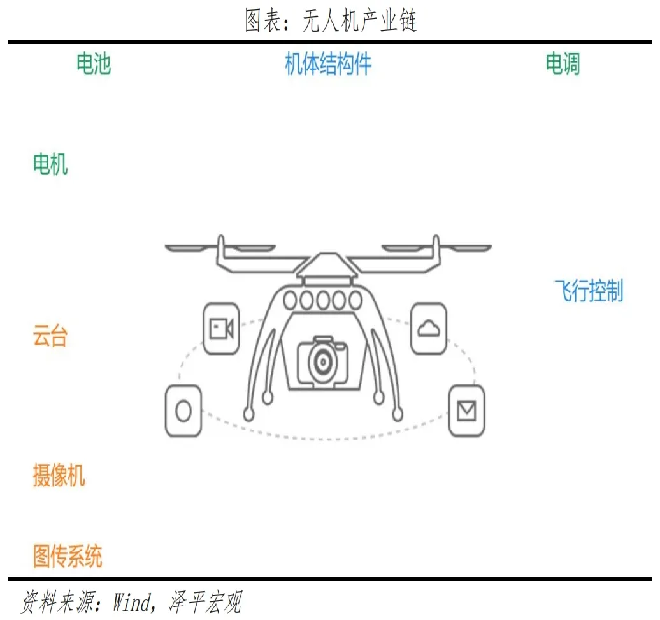 图表：无人机产业链
电池 机体结构件 电调
电机
飞行控制
云台
摄像机
图传系统
资料来源：Wind，泽平宏观